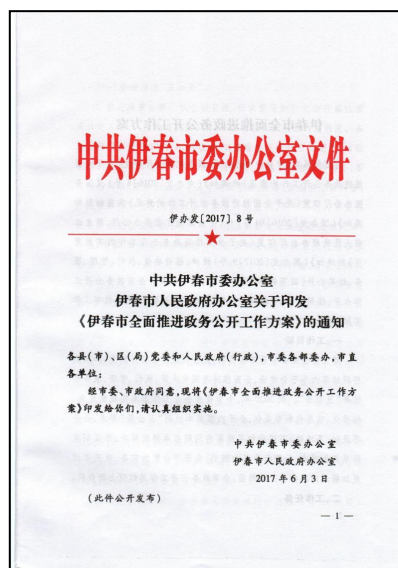 中共伊春市委办公室文件
伊办发〔2017〕8号
中共伊春市委办公室
伊春市人民政府办公室关于印发
《伊春市全面推进政务公开工作方案》的通知
各县(市)、区(局)党委和人民政府(行政),市委各部委办,市直
各单位:
经市委、市政府同意,现将《伊春市全面推进政务公开工作方
案》印发给你们,请认真组织实施。
中共伊春市委办公室
伊春市人民政府办公室
2017年6月3日
(此件公开发布)
— 1 —